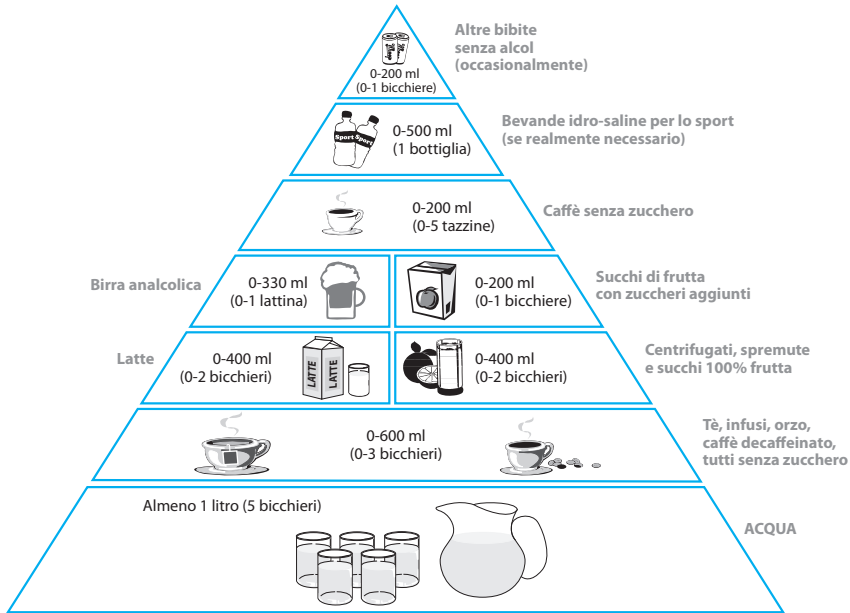 Altre bibite
senza alcol
(occasionalmente)
0-200 ml
(0-1 bicchiere)
Bevande idro-saline per lo sport
(se realmente necessario)
Sport
Sport
0-500 ml
(1 bottiglia)
0-200 ml
(0-5 tazzine)
Caffè senza zucchero
Birra analcolica
0-330 ml
(0-1 lattina)
0-200 ml
(0-1 bicchiere)
Succhi di frutta
con zuccheri aggiunti
Latte
0-400 ml
(0-2 bicchieri)
LATTE
LATTE
0-400 ml
(0-2 bicchieri)
Centrifugati, spremute
e succhi 100% frutta
0-600 ml
(0-3 bicchieri)
Tè, infusi, orzo,
caffè decaffeinato,
tutti senza zucchero
Almeno 1 litro (5 bicchieri)
ACQUA